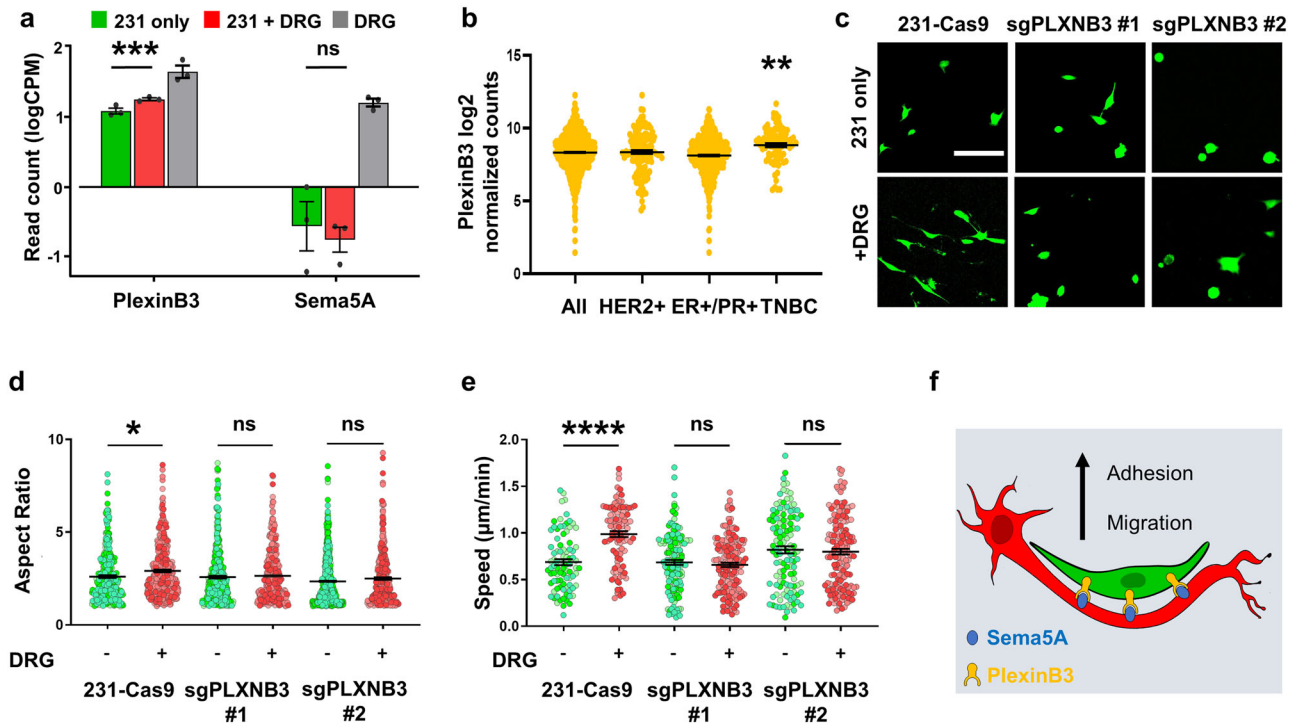 a
231 only
231 + DRG
DRG
***
ns
Read count (logCPM)
2
1
0
-1
PlexinB3
Sema5A
b
**
PlexinB3 log2
normalized counts
15
10
5
0
All
HER2+
ER+/PR+
TNBC
c
231-Cas9
sgPLXNB3 #1
sgPLXNB3 #2
231 only
+DRG
d
*
ns
ns
Aspect Ratio
10
5
0
DRG
-
+
-
+
-
+
231-Cas9
sgPLXNB3
#1
sgPLXNB3
#2
e
****
ns
ns
Speed (μm/min)
2.0
1.5
1.0
0.5
0.0
DRG
-
+
-
+
-
+
231-Cas9
sgPLXNB3
#1
sgPLXNB3
#2
f
Adhesion
Migration
Sema5A
PlexinB3